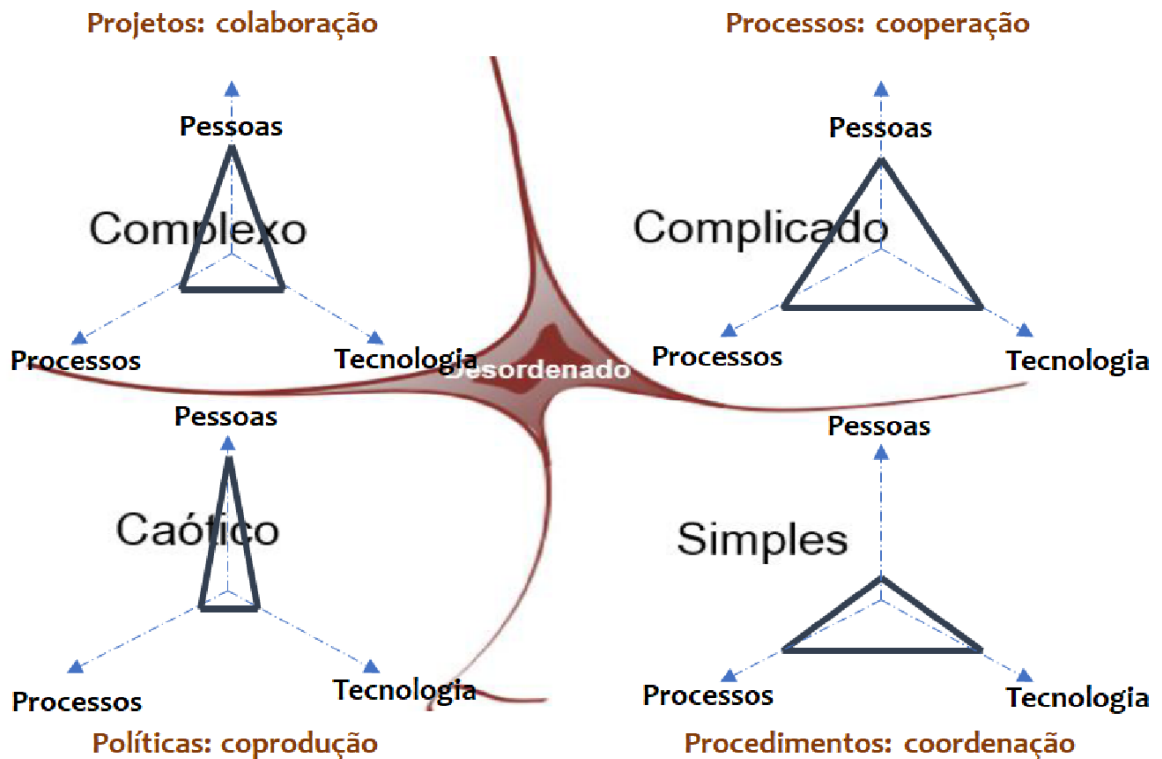 Projetos: colaboração
Processos: cooperação
Pessoas
Pessoas
Complexo
Complicado
Processos
Tecnologia
Desordenado
Processos
Tecnologia
Pessoas
Pessoas
Caótico
Simples
Processos
Tecnologia
Processos
Tecnologia
Políticas: coprodução
Procedimentos: coordenação